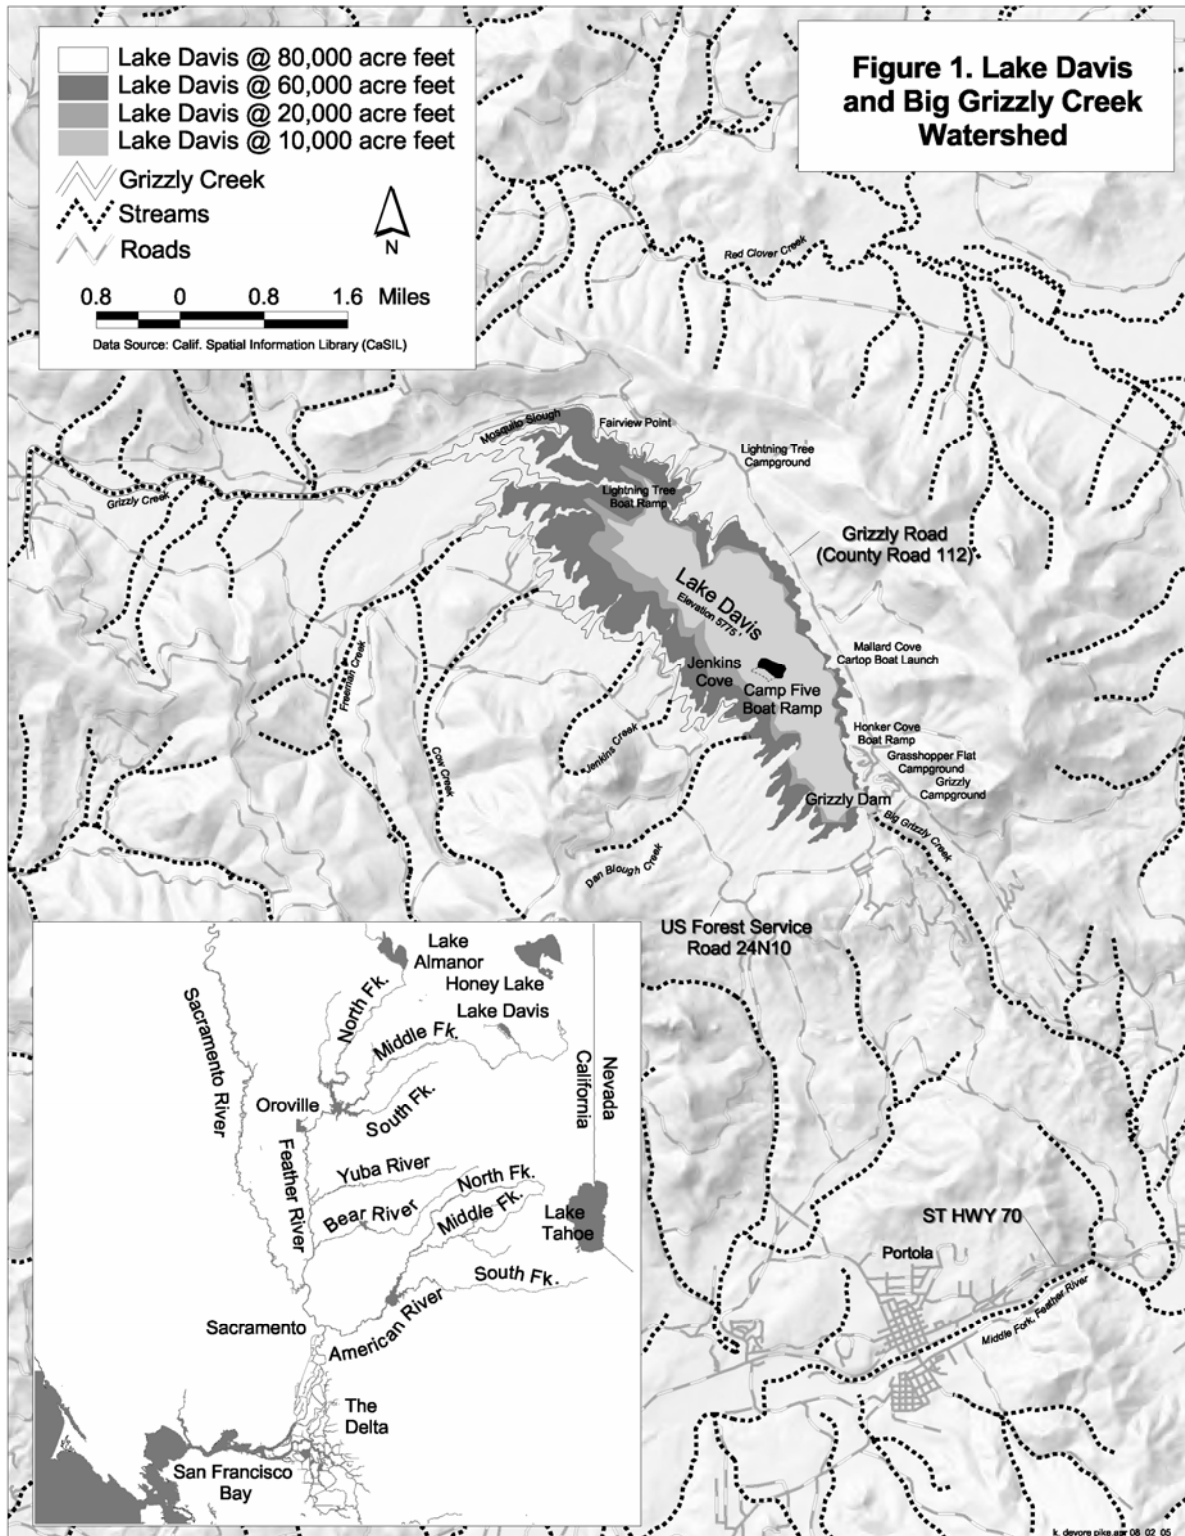 Figure 1. Lake Davis
and Big Grizzly Creek
Watershed
Lake Davis @ 80,000 acre feet
Lake Davis @ 60,000 acre feet
Lake Davis @ 20,000 acre feet
Lake Davis @ 10,000 acre feet
Grizzly Creek
Streams
Roads
N
0.8 0 0.8 1.6 Miles
Data Source: Calif. Spatial Information Library (CaSIL)
Red Clover Creek
Mosquito Slough
Fairview Point
Lightning Tree
Campground
Grizzly Creek
Lightning Tree
Boat Ramp
Grizzly Road
(County Road 112)
Lake Davis
Elevation 5775'
Freeman Creek
Mallard Cove
Cartop Boat Launch
Jenkins
Cove
Camp Five
Boat Ramp
Jenkins Creek
Cow Creek
Honker Cove
Boat Ramp
Grasshopper Flat
Campground
Grizzly
Campground
Grizzly Dam
Big Grizzly Creek
Dan Blough Creek
US Forest Service
Road 24N10
Lake
Almanor
Honey Lake
Lake Davis
North Fk.
Middle Fk.
South Fk.
Sacramento River
Oroville
Feather River
California
Nevada
Yuba River
Bear River
North Fk.
Middle Fk.
Lake
Tahoe
South Fk.
American River
Sacramento
The
Delta
San Francisco
Bay
ST HWY 70
Portola
Middle Fork, Feather River
k. devore pike.apr 08_02_05